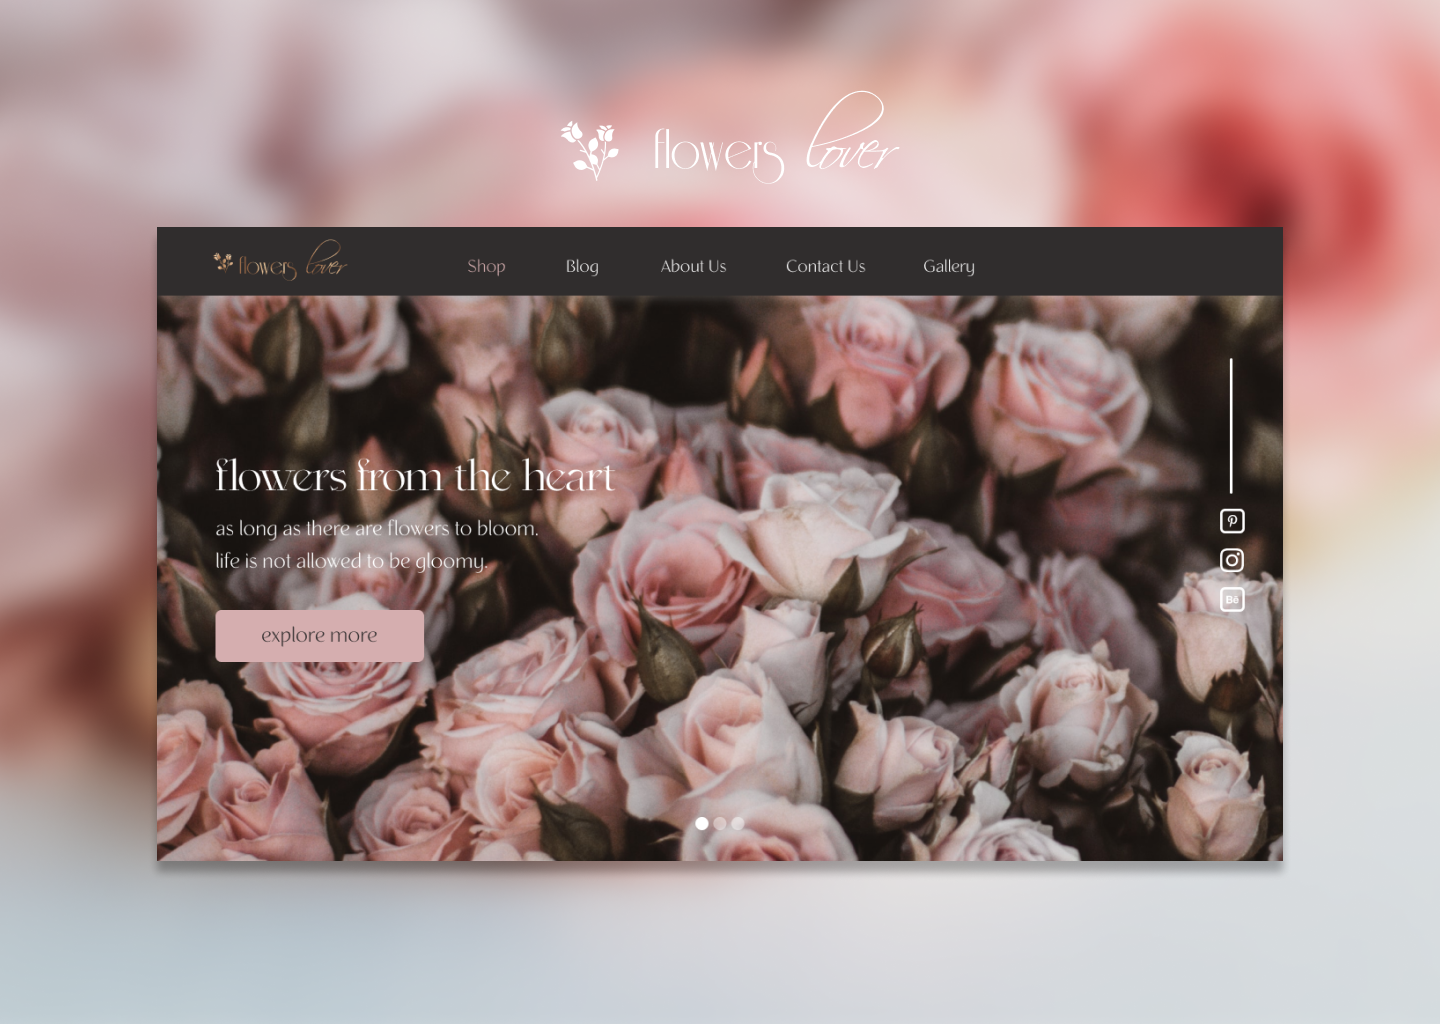 flowers lover
flowers lover
Shop Blog About Us Contact Us Gallery
flowers from the heart
as long as there are flowers to bloom.
life is not allowed to be gloomy.
explore more
Bē